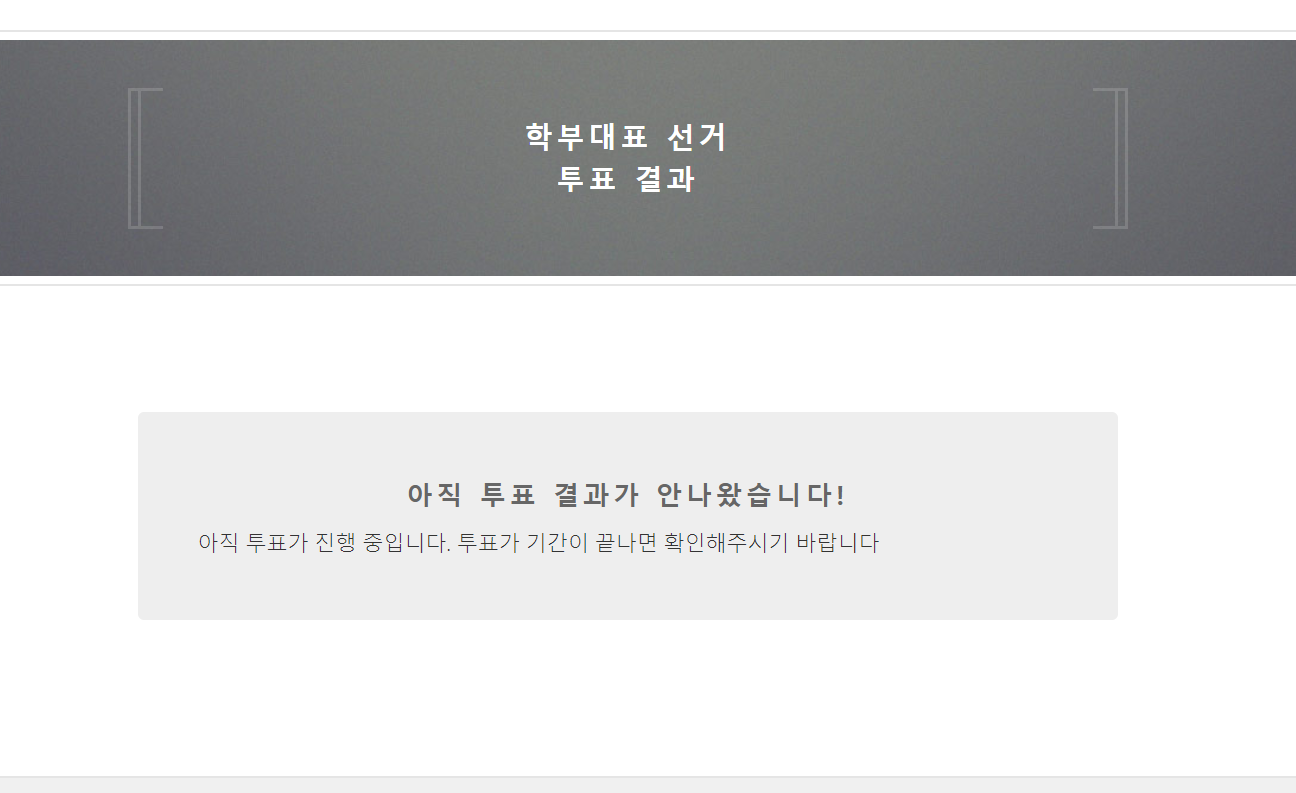 학부대표 선거
투표 결과
아직 투표 결과가 안나왔습니다!
아직 투표가 진행 중입니다. 투표가 기간이 끝나면 확인해주시기 바랍니다